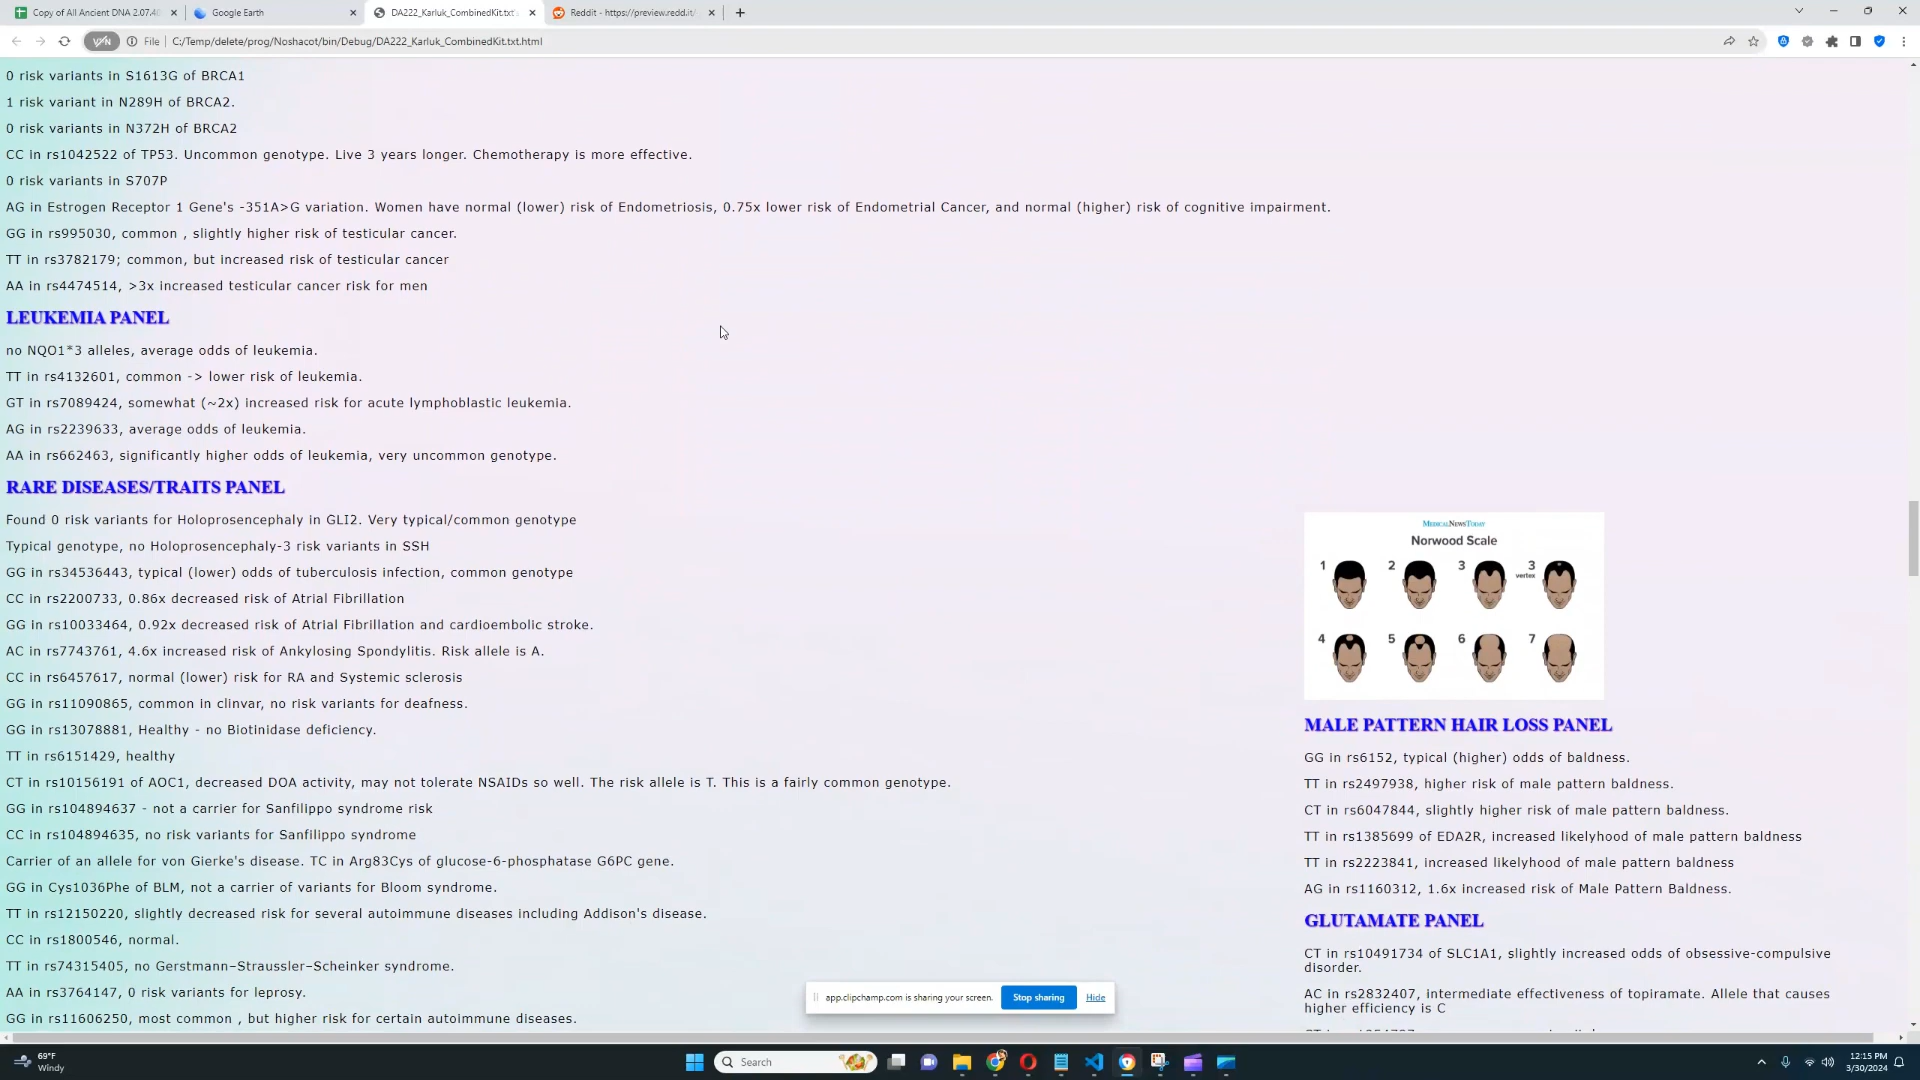 Copy of All Ancient DNA 2.07.48
Google Earth
DA222_Karluk_CombinedKit.txt's
Reddit - https://preview.redd.it/
VPN
File
C:/Temp/delete/prog/Noshacot/bin/Debug/DA222_Karluk_CombinedKit.txt.html
0 risk variants in S1613G of BRCA1
1 risk variant in N289H of BRCA2.
0 risk variants in N372H of BRCA2
CC in rs1042522 of TP53. Uncommon genotype. Live 3 years longer. Chemotherapy is more effective.
0 risk variants in S707P
AG in Estrogen Receptor 1 Gene's -351A>G variation. Women have normal (lower) risk of Endometriosis, 0.75x lower risk of Endometrial Cancer, and normal (higher) risk of cognitive impairment.
GG in rs995030, common , slightly higher risk of testicular cancer.
TT in rs3782179; common, but increased risk of testicular cancer
AA in rs4474514, >3x increased testicular cancer risk for men
LEUKEMIA PANEL
no NQO1*3 alleles, average odds of leukemia.
TT in rs4132601, common -> lower risk of leukemia.
GT in rs7089424, somewhat (~2x) increased risk for acute lymphoblastic leukemia.
AG in rs2239633, average odds of leukemia.
AA in rs662463, significantly higher odds of leukemia, very uncommon genotype.
RARE DISEASES/TRAITS PANEL
Found 0 risk variants for Holoprosencephaly in GLI2. Very typical/common genotype
Typical genotype, no Holoprosencephaly-3 risk variants in SSH
GG in rs34536443, typical (lower) odds of tuberculosis infection, common genotype
CC in rs2200733, 0.86x decreased risk of Atrial Fibrillation
GG in rs10033464, 0.92x decreased risk of Atrial Fibrillation and cardioembolic stroke.
AC in rs7743761, 4.6x increased risk of Ankylosing Spondylitis. Risk allele is A.
CC in rs6457617, normal (lower) risk for RA and Systemic sclerosis
GG in rs11090865, common in clinvar, no risk variants for deafness.
GG in rs13078881, Healthy - no Biotinidase deficiency.
TT in rs6151429, healthy
CT in rs10156191 of AOC1, decreased DOA activity, may not tolerate NSAIDs so well. The risk allele is T. This is a fairly common genotype.
GG in rs104894637 - not a carrier for Sanfilippo syndrome risk
CC in rs104894635, no risk variants for Sanfilippo syndrome
Carrier of an allele for von Gierke's disease. TC in Arg83Cys of glucose-6-phosphatase G6PC gene.
GG in Cys1036Phe of BLM, not a carrier of variants for Bloom syndrome.
TT in rs12150220, slightly decreased risk for several autoimmune diseases including Addison's disease.
CC in rs1800546, normal.
TT in rs74315405, no Gerstmann–Straussler–Scheinker syndrome.
AA in rs3764147, 0 risk variants for leprosy.
GG in rs11606250, most common , but higher risk for certain autoimmune diseases.
MEDICALNEWSTODAY
Norwood Scale
1 2 3 3 vertex
4 5 6 7
MALE PATTERN HAIR LOSS PANEL
GG in rs6152, typical (higher) odds of baldness.
TT in rs2497938, higher risk of male pattern baldness.
CT in rs6047844, slightly higher risk of male pattern baldness.
TT in rs1385699 of EDA2R, increased likelyhood of male pattern baldness
TT in rs2223841, increased likelyhood of male pattern baldness
AG in rs1160312, 1.6x increased risk of Male Pattern Baldness.
GLUTAMATE PANEL
CT in rs10491734 of SLC1A1, slightly increased odds of obsessive-compulsive
disorder.
AC in rs2832407, intermediate effectiveness of topiramate. Allele that causes
higher efficiency is C
app.clipchamp.com is sharing your screen.
Stop sharing
Hide
69°F
Windy
Search
12:15 PM
3/30/2024